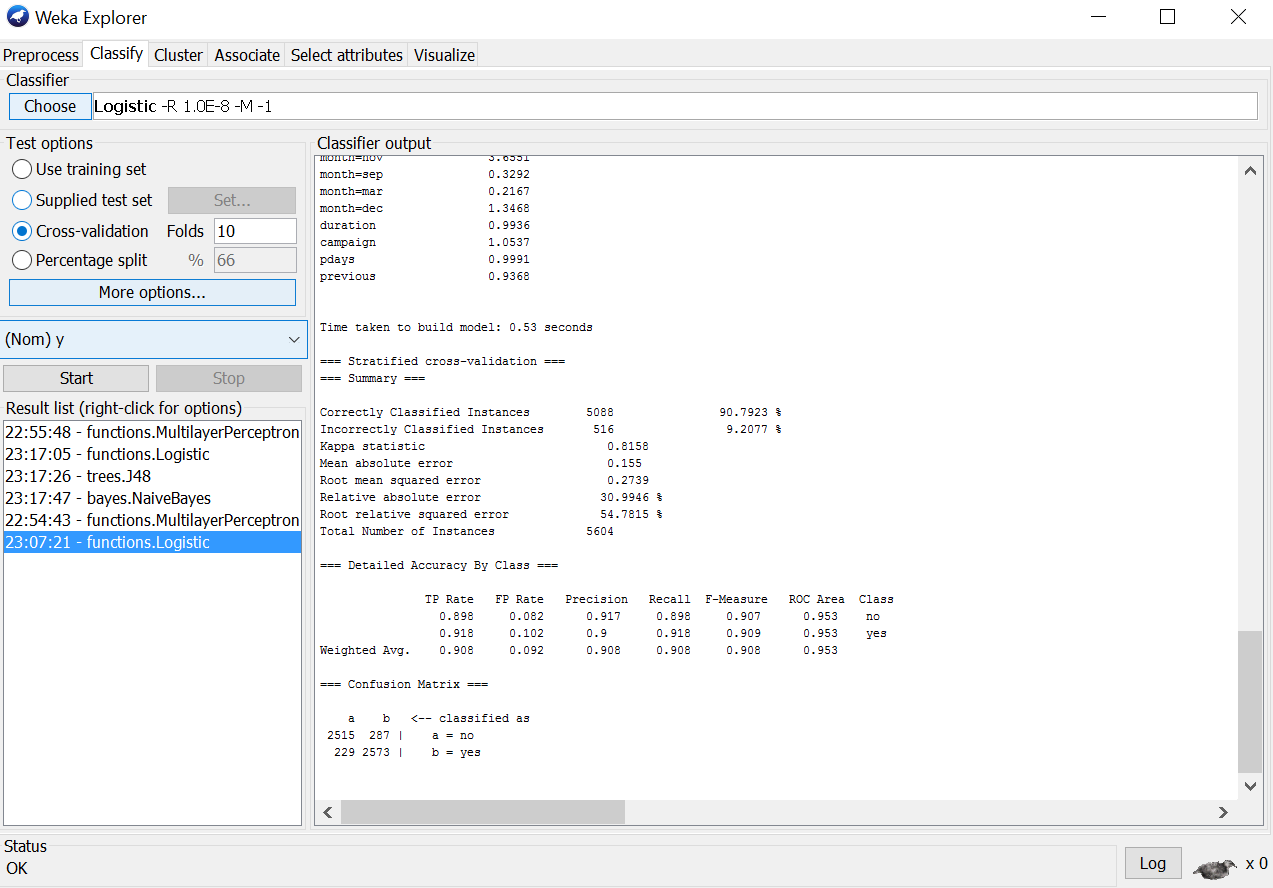 Weka Explorer
Preprocess Classify Cluster Associate Select attributes Visualize
Classifier
Choose Logistic -R 1.0E-8 -M -1
Test options
Use training set
Supplied test set Set...
Cross-validation Folds 10
Percentage split % 66
More options...
(Nom) y
Start Stop
Result list (right-click for options)
22:55:48 - functions.MultilayerPerceptron
23:17:05 - functions.Logistic
23:17:26 - trees.J48
23:17:47 - bayes.NaiveBayes
22:54:43 - functions.MultilayerPerceptron
23:07:21 - functions.Logistic
Classifier output
month=nov 3.6551
month=sep 0.3292
month=mar 0.2167
month=dec 1.3468
duration 0.9936
campaign 1.0537
pdays 0.9991
previous 0.9368
Time taken to build model: 0.53 seconds
=== Stratified cross-validation ===
=== Summary ===
Correctly Classified Instances 5088 90.7923 %
Incorrectly Classified Instances 516 9.2077 %
Kappa statistic 0.8158
Mean absolute error 0.155
Root mean squared error 0.2739
Relative absolute error 30.9946 %
Root relative squared error 54.7815 %
Total Number of Instances 5604
=== Detailed Accuracy By Class ===
TP Rate FP Rate Precision Recall F-Measure ROC Area Class
0.898 0.082 0.917 0.898 0.907 0.953 no
0.918 0.102 0.9 0.918 0.909 0.953 yes
Weighted Avg. 0.908 0.092 0.908 0.908 0.908 0.953
=== Confusion Matrix ===
a b <-- classified as
2515 287 | a = no
229 2573 | b = yes
Status
OK
Log x 0